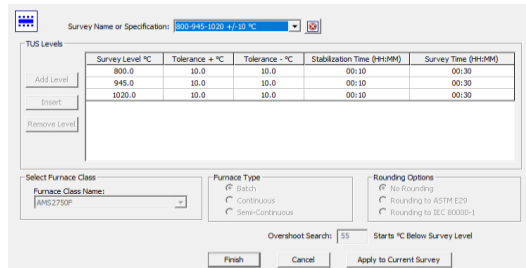 Survey Name or Specification: 800-945-1020 +/-10 ºC
TUS Levels
Survey Level ºC Tolerance + ºC Tolerance - ºC Stabilization Time (HH:MM) Survey Time (HH:MM)
800.0 10.0 10.0 00:10 00:30
945.0 10.0 10.0 00:10 00:30
1020.0 10.0 10.0 00:10 00:30
Add Level
Insert
Remove Level
Select Furnace Class
Furnace Class Name:
AMS2750F
Furnace Type
Batch
Continuous
Semi-Continuous
Rounding Options
No Rounding
Rounding to ASTM E29
Rounding to IEC 80000-1
Overshoot Search: 55 Starts ºC Below Survey Level
Finish Cancel Apply to Current Survey